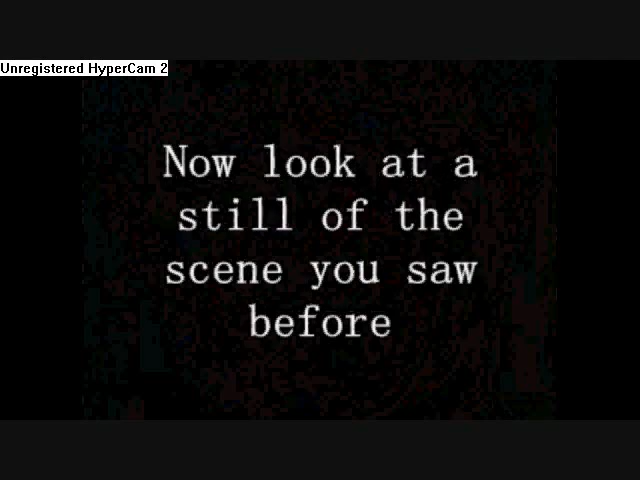 Unregistered HyperCam 2
Now look at a
still of the
scene you saw
before